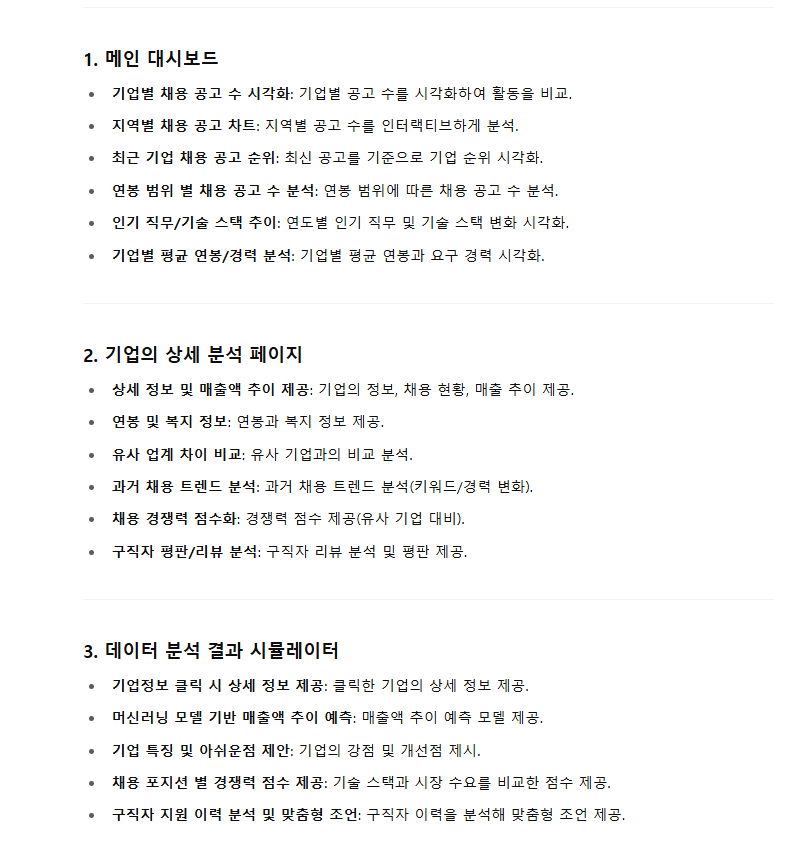 1. 메인 대시보드
기업별 채용 공고 수 시각화: 기업별 공고 수를 시각화하여 활동을 비교.
지역별 채용 공고 차트: 지역별 공고 수를 인터랙티브하게 분석.
최근 기업 채용 공고 순위: 최신 공고를 기준으로 기업 순위 시각화.
연봉 범위 별 채용 공고 수 분석: 연봉 범위에 따른 채용 공고 수 분석.
인기 직무/기술 스택 추이: 연도별 인기 직무 및 기술 스택 변화 시각화.
기업별 평균 연봉/경력 분석: 기업별 평균 연봉과 요구 경력 시각화.
2. 기업의 상세 분석 페이지
상세 정보 및 매출액 추이 제공: 기업의 정보, 채용 현황, 매출 추이 제공.
연봉 및 복지 정보: 연봉과 복지 정보 제공.
유사 업계 차이 비교: 유사 기업과의 비교 분석.
과거 채용 트렌드 분석: 과거 채용 트렌드 분석(키워드/경력 변화).
채용 경쟁력 점수화: 경쟁력 점수 제공(유사 기업 대비).
구직자 평판/리뷰 분석: 구직자 리뷰 분석 및 평판 제공.
3. 데이터 분석 결과 시뮬레이터
기업정보 클릭 시 상세 정보 제공: 클릭한 기업의 상세 정보 제공.
머신러닝 모델 기반 매출액 추이 예측: 매출액 추이 예측 모델 제공.
기업 특징 및 아쉬운점 제안: 기업의 강점 및 개선점 제시.
채용 포지션 별 경쟁력 점수 제공: 기술 스택과 시장 수요를 비교한 점수 제공.
구직자 지원 이력 분석 및 맞춤형 조언: 구직자 이력을 분석해 맞춤형 조언 제공.